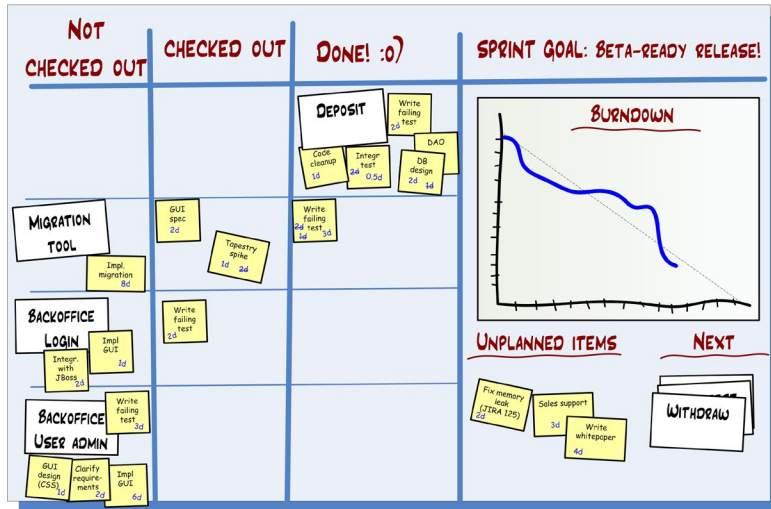 NOT
CHECKED OUT
CHECKED OUT
DONE! :o)
SPRINT GOAL: BETA-READY RELEASE!
DEPOSIT
Write
failing
test
2d
DAO
Code
cleanup
1d
Integr
test
2d 0.5d
DB
design
2d 1d
BURNDOWN
MIGRATION
TOOL
Impl.
migration
8d
GUI
spec
2d
Tapestry
spike
1d 2d
Write
failing
2d test
1d 3d
BACKOFFICE
LOGIN
Impl
GUI
1d
Integr.
with
JBoss
2d
Write
failing
2d test
UNPLANNED ITEMS
NEXT
Fix memory
leak
(JIRA 125)
2d
Sales support
3d
Write
whitepaper
4d
WITHDRAW
BACKOFFICE
USER ADMIN
Write
failing
test
3d
GUI
design
(CSS)
1d
Clarify
require-
ments
2d
Impl
GUI
6d